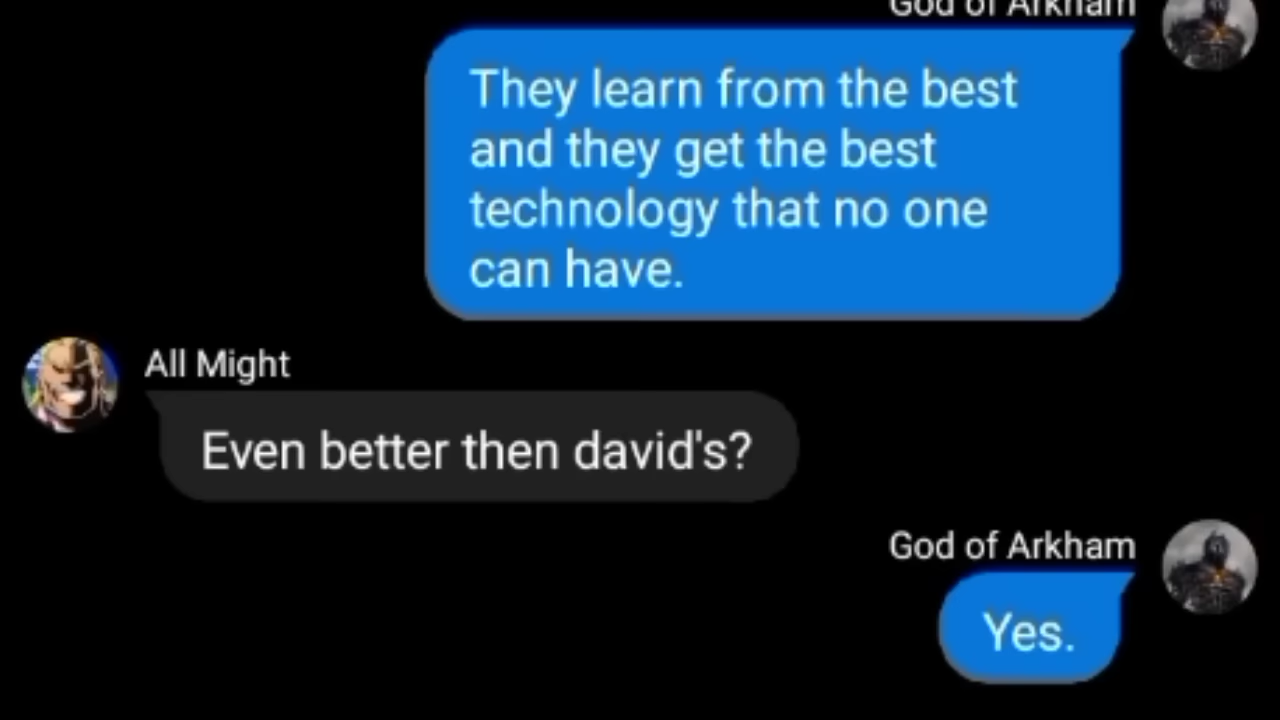 God of Arkham
They learn from the best
and they get the best
technology that no one
can have.
All Might
Even better then david's?
God of Arkham
Yes.